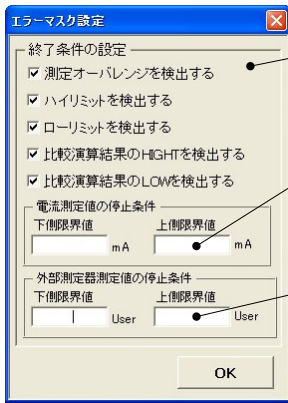 エラーマスク設定
終了条件の設定
測定オーバレンジを検出する
ハイリミットを検出する
ローリミットを検出する
比較演算結果のHIGHTを検出する
比較演算結果のLOWを検出する
電流測定値の停止条件
下側限界値 上側限界値
mA mA
外部測定器測定値の停止条件
下側限界値 上側限界値
User User
OK